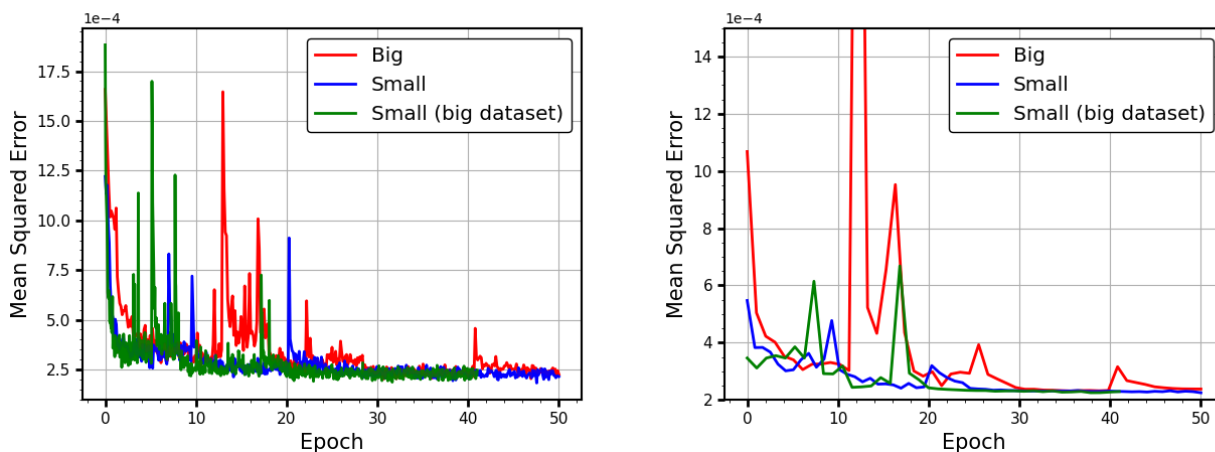 1e−4
17.5
15.0
12.5
10.0
7.5
5.0
2.5
Mean Squared Error
0
10
20
30
40
50
Epoch
Big
Small
Small (big dataset)
1e−4
14
12
10
8
6
4
2
Mean Squared Error
0
10
20
30
40
50
Epoch
Big
Small
Small (big dataset)